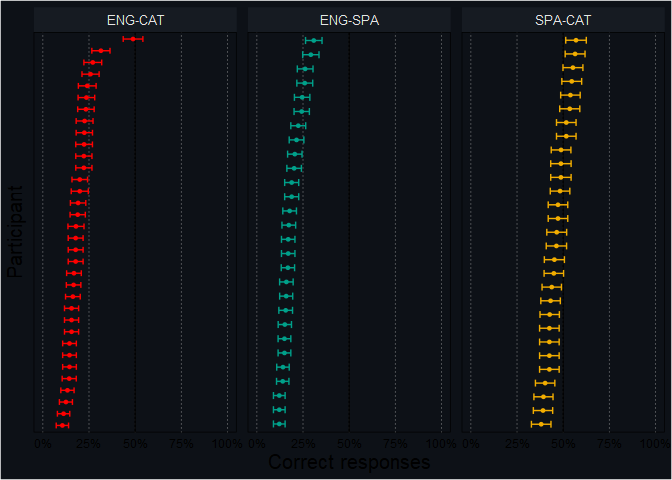 ENG-CAT ENG-SPA SPA-CAT
Participant
0% 25% 50% 75% 100% 0% 25% 50% 75% 100% 0% 25% 50% 75% 100%
Correct responses